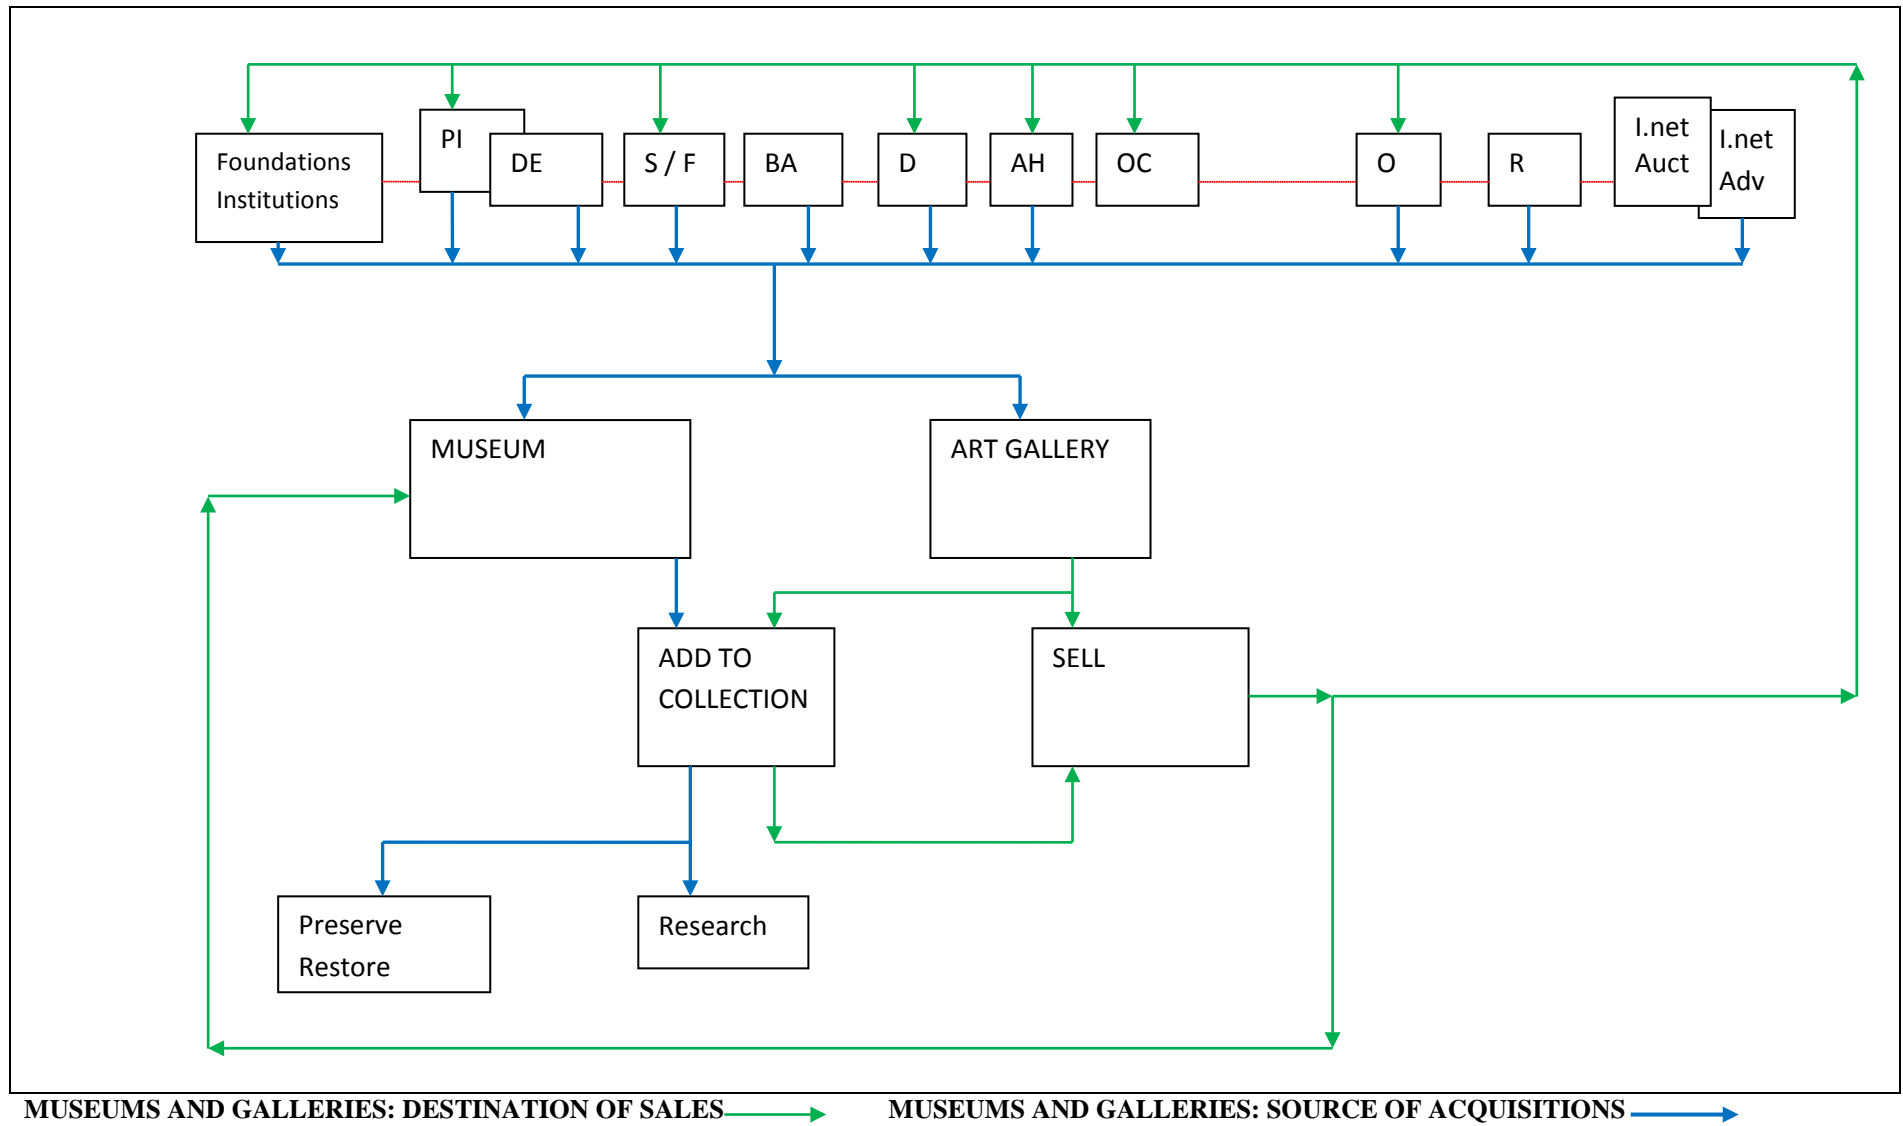 Foundations
Institutions
PI
DE
S / F
BA
D
AH
OC
O
R
I.net
Auct
I.net
Adv
MUSEUM
ART GALLERY
ADD TO
COLLECTION
SELL
Preserve
Restore
Research
MUSEUMS AND GALLERIES: DESTINATION OF SALES
MUSEUMS AND GALLERIES: SOURCE OF ACQUISITIONS